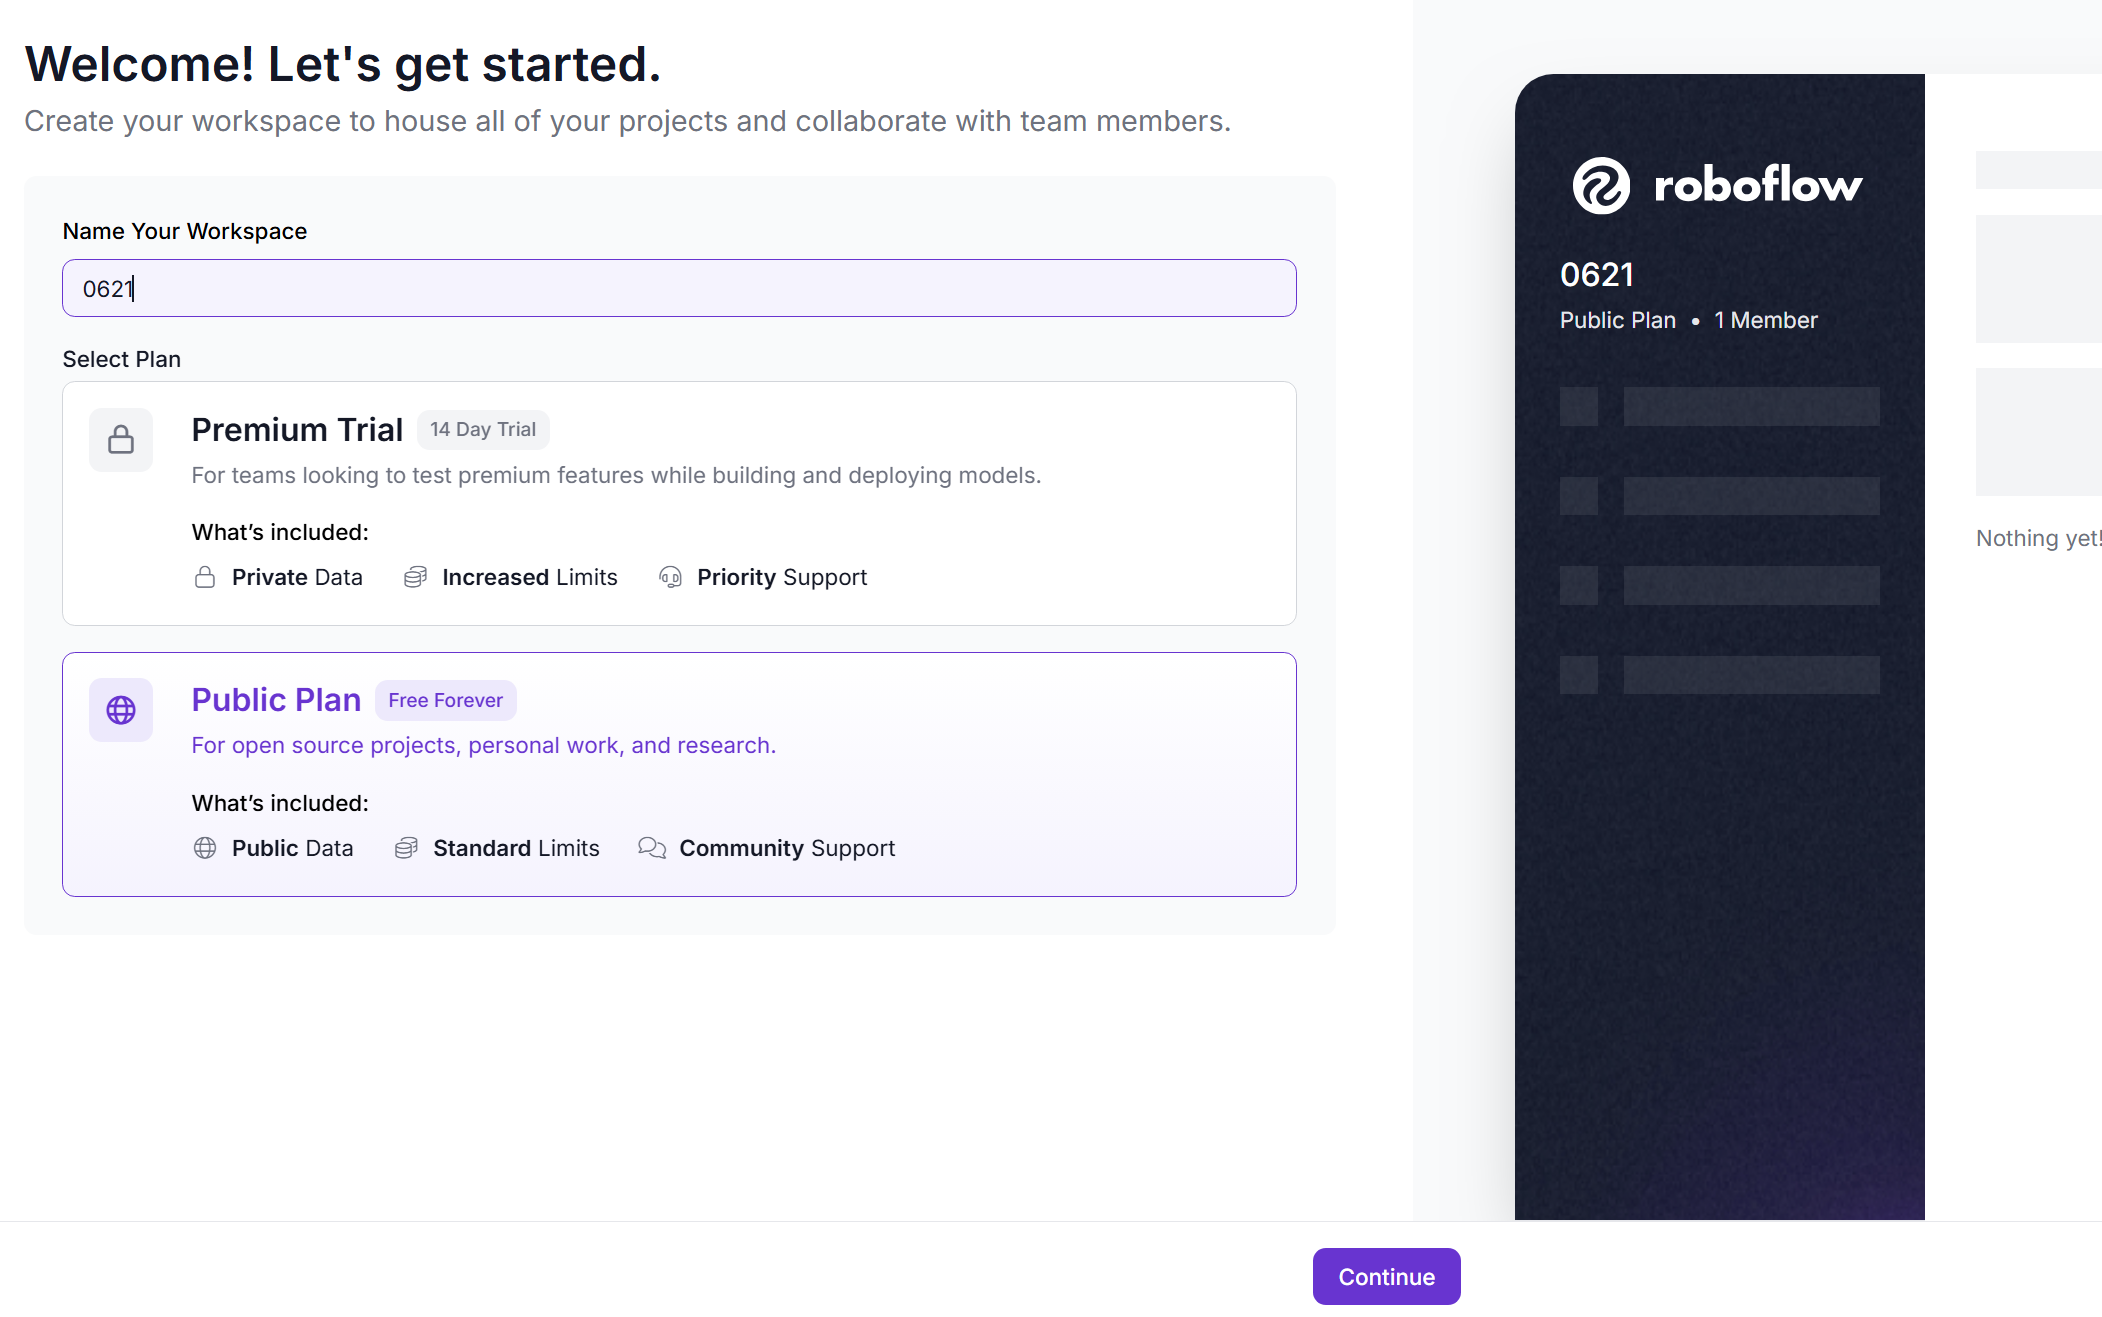 Welcome! Let's get started.
Create your workspace to house all of your projects and collaborate with team members.
Name Your Workspace
0621
Select Plan
Premium Trial 14 Day Trial
For teams looking to test premium features while building and deploying models.
What's included:
Private Data Increased Limits Priority Support
Public Plan Free Forever
For open source projects, personal work, and research.
What's included:
Public Data Standard Limits Community Support
roboflow
0621
Public Plan • 1 Member
Nothing yet!
Continue